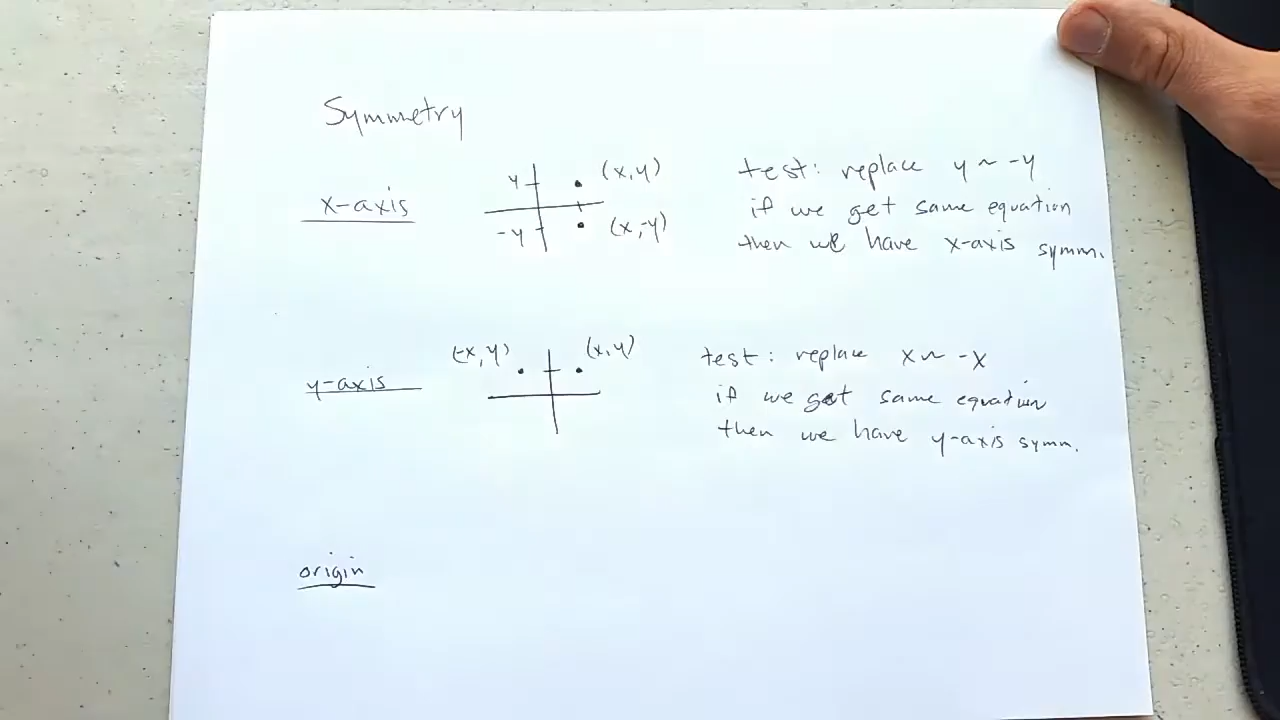 Symmetry
x-axis
y (x,y)
-y (x,-y)
test: replace y ~ -y
if we get same equation
then we have x-axis symm.
y-axis
(-x, y) (x,y)
test: replace x ~ -x
if we get same equation
then we have y-axis symm.
origin